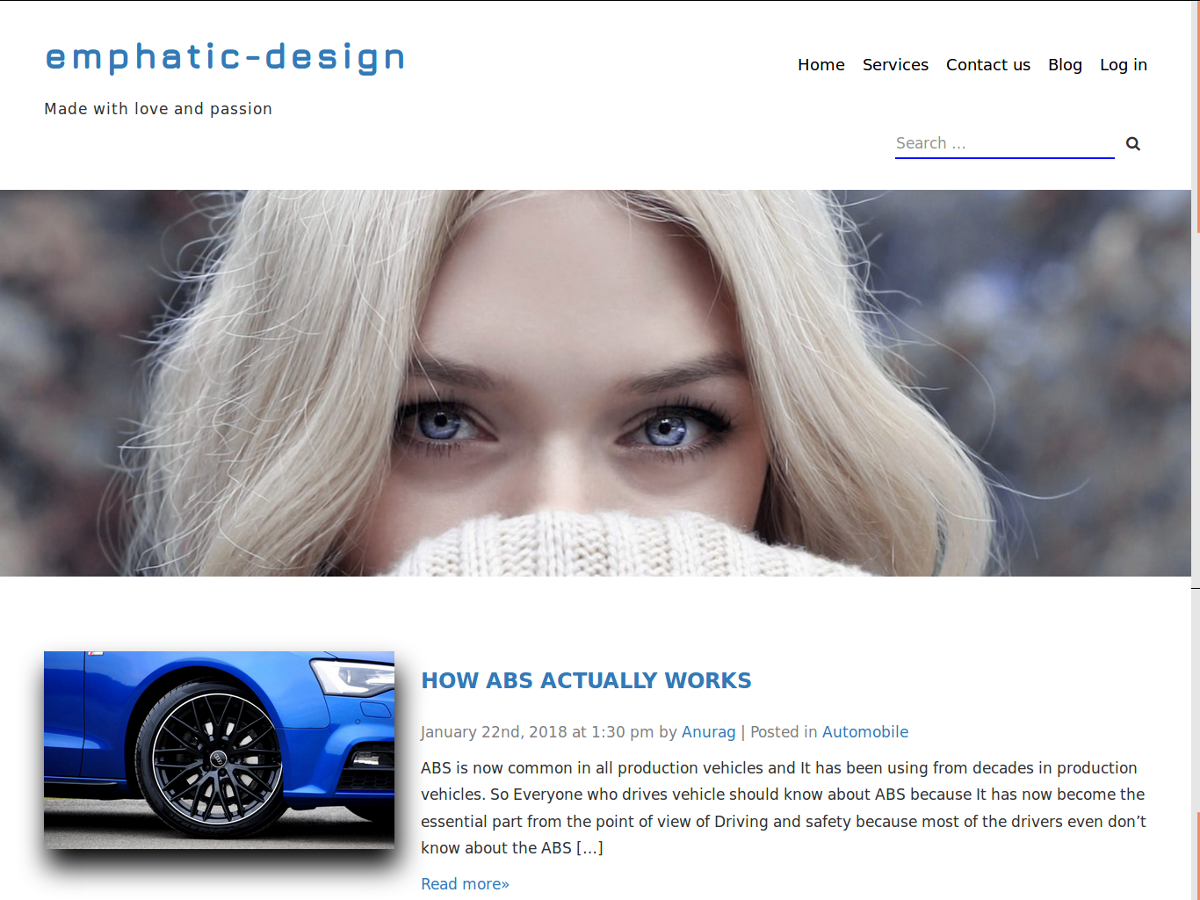 emphatic-design
Home Services Contact us Blog Log in
Made with love and passion
Search ...
HOW ABS ACTUALLY WORKS
January 22nd, 2018 at 1:30 pm by Anurag | Posted in Automobile
ABS is now common in all production vehicles and It has been using from decades in production
vehicles. So Everyone who drives vehicle should know about ABS because It has now become the
essential part from the point of view of Driving and safety because most of the drivers even don’t
know about the ABS […]
Read more»